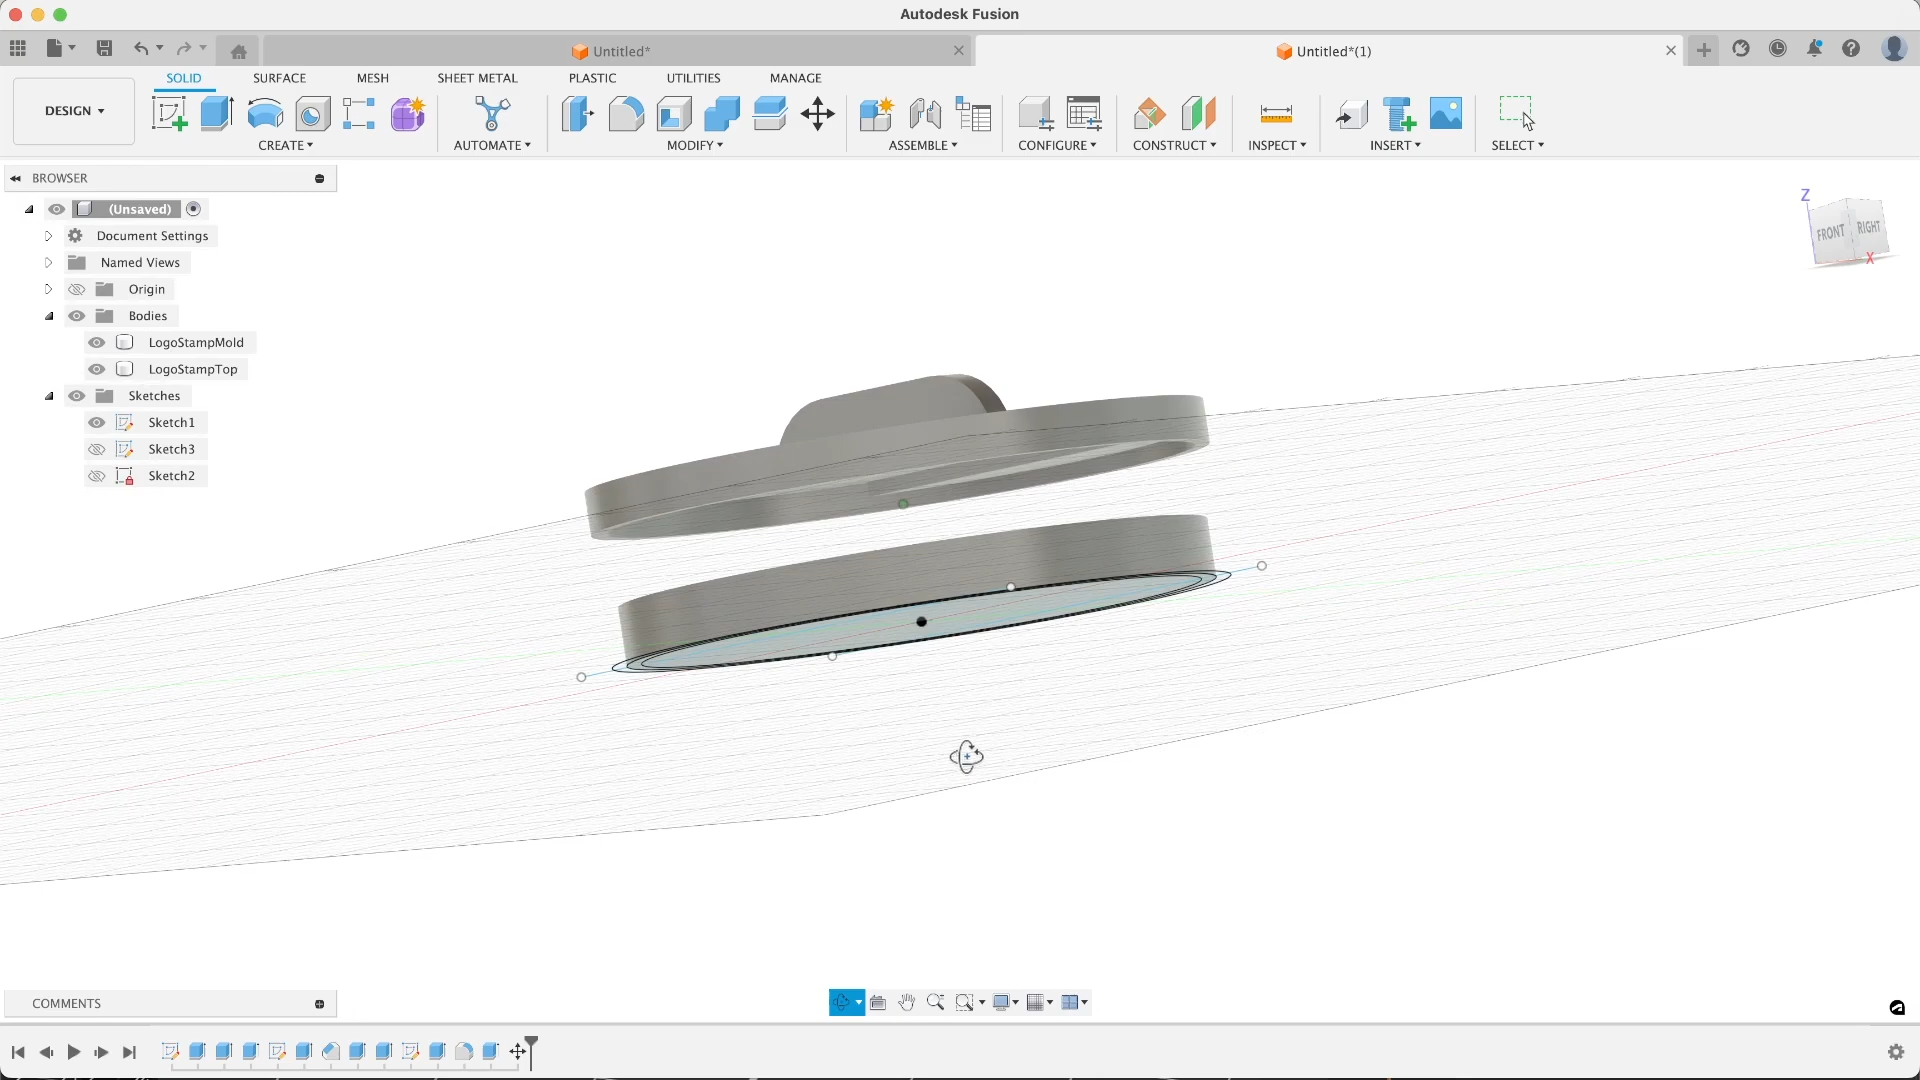 Autodesk Fusion
Untitled*
Untitled*(1)
SOLID SURFACE MESH SHEET METAL PLASTIC UTILITIES MANAGE
DESIGN
CREATE AUTOMATE MODIFY ASSEMBLE CONFIGURE CONSTRUCT INSPECT INSERT SELECT
BROWSER
(Unsaved)
Document Settings
Named Views
Origin
Bodies
LogoStampMold
LogoStampTop
Sketches
Sketch1
Sketch3
Sketch2
Z
FRONT RIGHT
X
COMMENTS